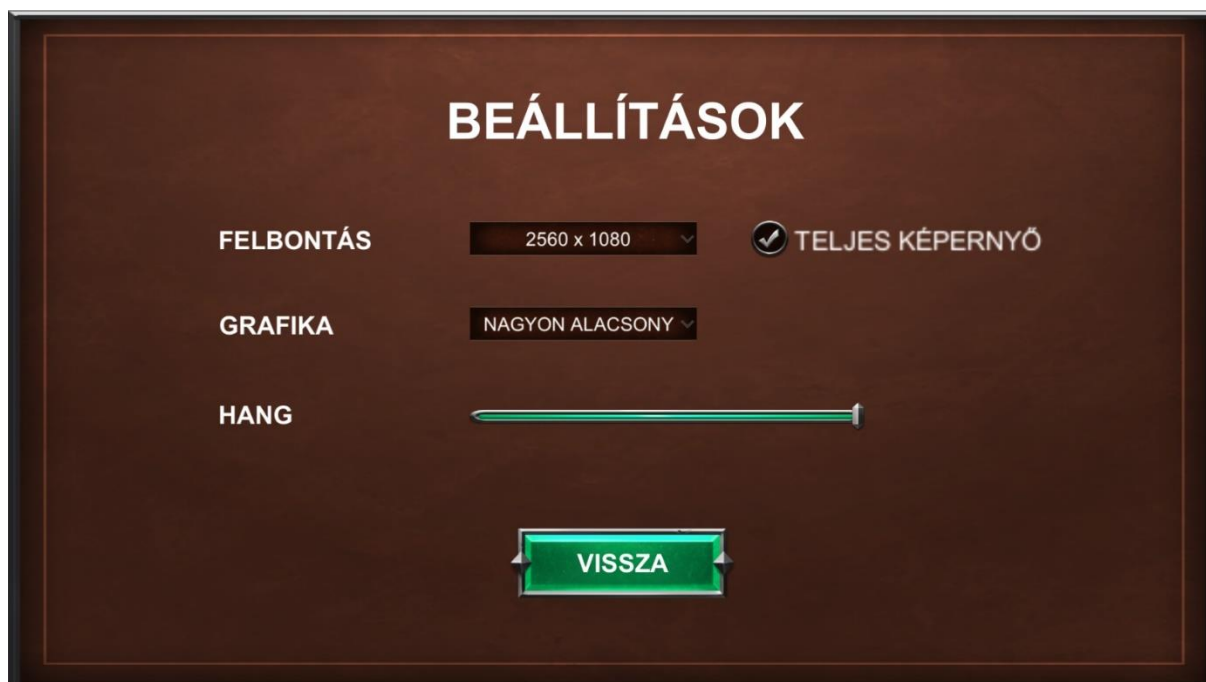 BEÁLLÍTÁSOK
FELBONTÁS 2560 x 1080 TELJES KÉPERNYŐ
GRAFIKA NAGYON ALACSONY
HANG
VISSZA